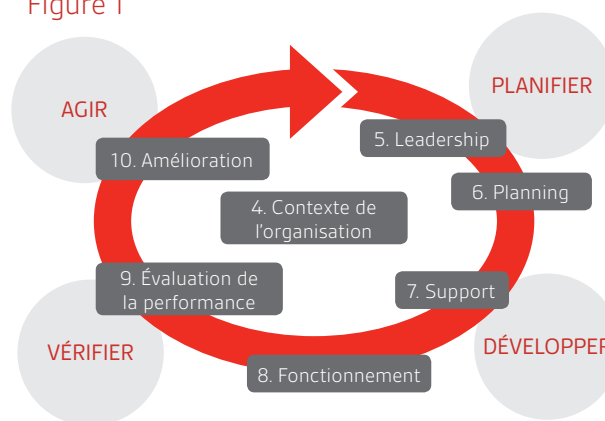 Figure 1
AGIR
PLANIFIER
5. Leadership
10. Amélioration
6. Planning
4. Contexte de
l'organisation
9. Évaluation de
la performance
7. Support
VÉRIFIER
DÉVELOPPER
8. Fonctionnement